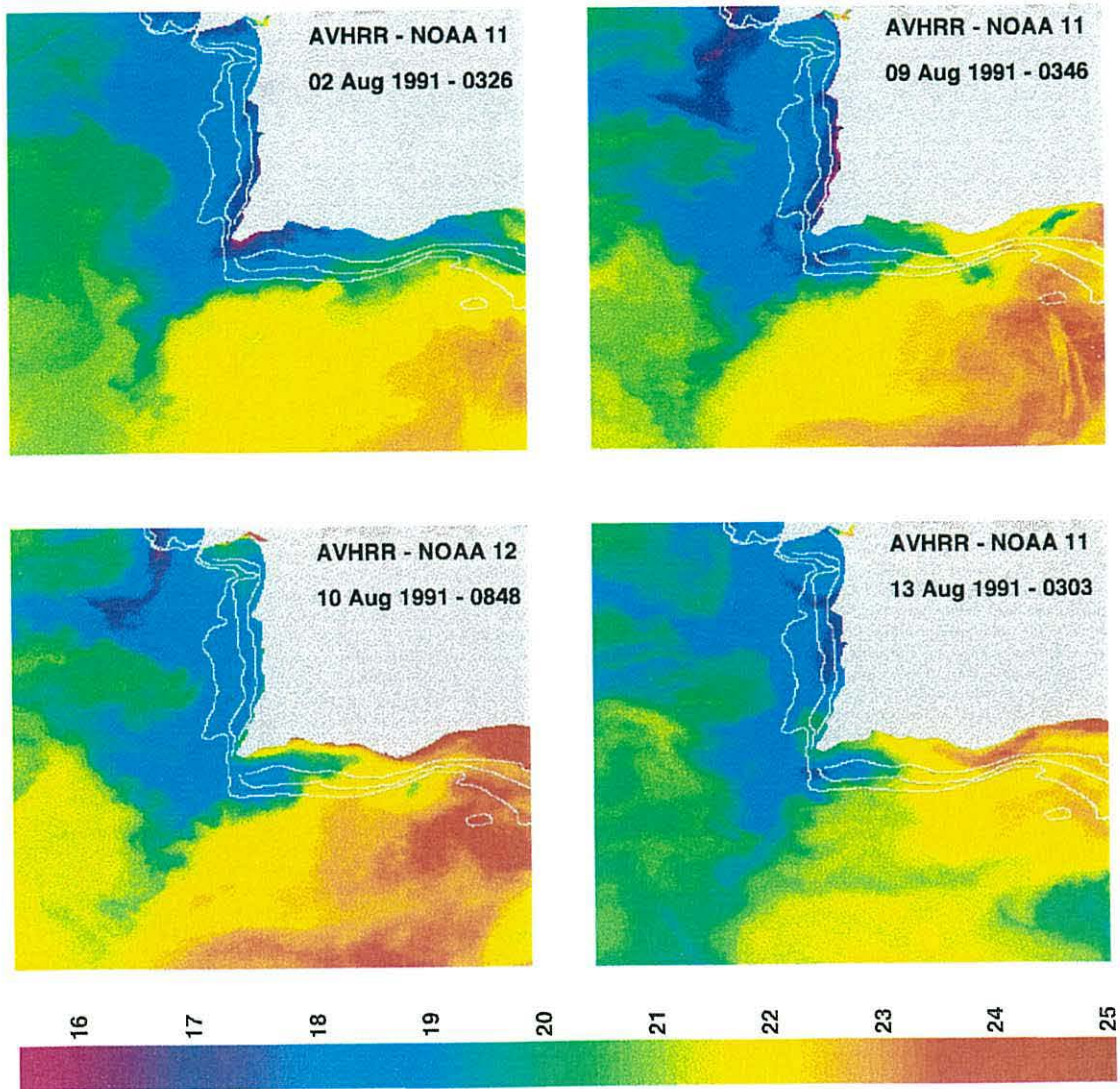 AVHRR - NOAA 11
02 Aug 1991 - 0326
AVHRR - NOAA 11
09 Aug 1991 - 0346
AVHRR - NOAA 12
10 Aug 1991 - 0848
AVHRR - NOAA 11
13 Aug 1991 - 0303
16 17 18 19 20 21 22 23 24 25